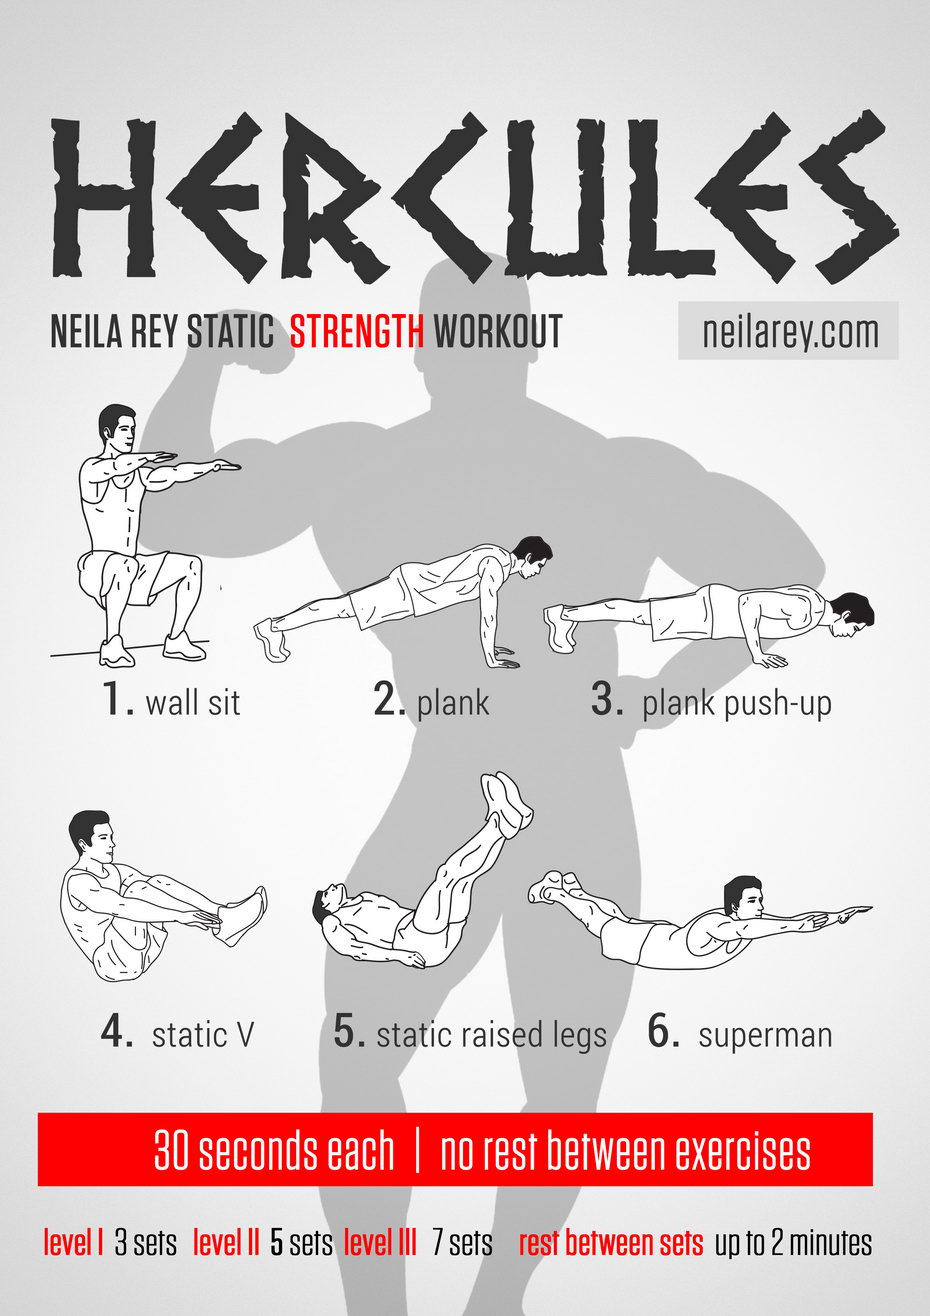 HERCULES
NEILA REY STATIC STRENGTH WORKOUT
neilarey.com
1. wall sit
2. plank
3. plank push-up
4. static V
5. static raised legs
6. superman
30 seconds each | no rest between exercises
level I 3 sets level II 5 sets level III 7 sets rest between sets up to 2 minutes